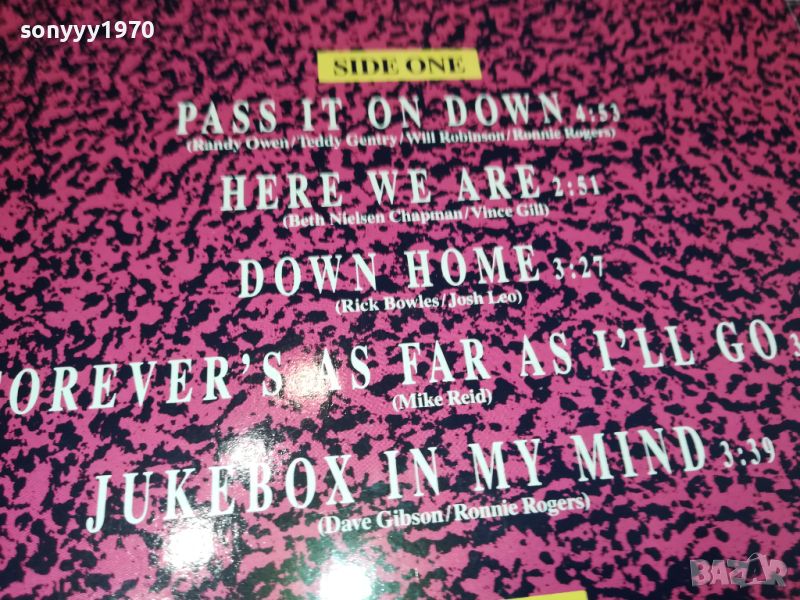 sonyyy1970
SIDE ONE
PASS IT ON DOWN 4:53
(Randy Owen/Teddy Gentry/Will Robinson/Ronnie Rogers)
HERE WE ARE 2:51
(Beth Nielsen Chapman/Vince Gill)
DOWN HOME 3:27
(Rick Bowles/Josh Leo)
FOREVER'S AS FAR AS I'LL GO 3
(Mike Reid)
JUKEBOX IN MY MIND 3:39
(Dave Gibson/Ronnie Rogers)
BAZAR